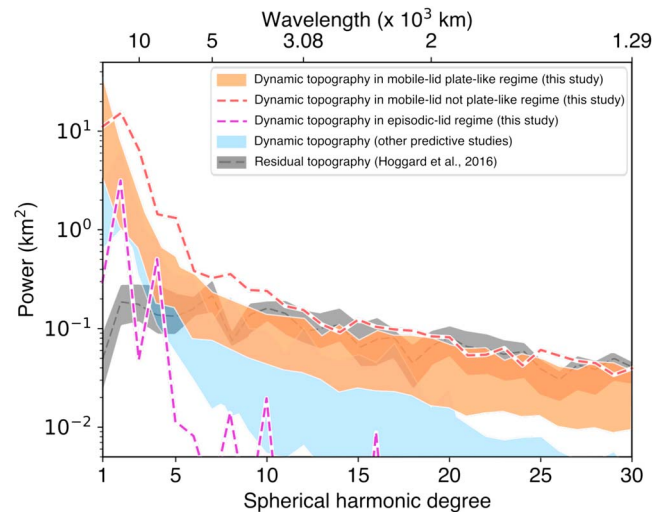 Wavelength (x 10³ km)
10 5 3.08 2 1.29
Dynamic topography in mobile-lid plate-like regime (this study)
Dynamic topography in mobile-lid not plate-like regime (this study)
Dynamic topography in episodic-lid regime (this study)
Dynamic topography (other predictive studies)
Residual topography (Hoggard et al., 2016)
Power (km²)
10¹
10⁰
10⁻¹
10⁻²
1 5 10 15 20 25 30
Spherical harmonic degree